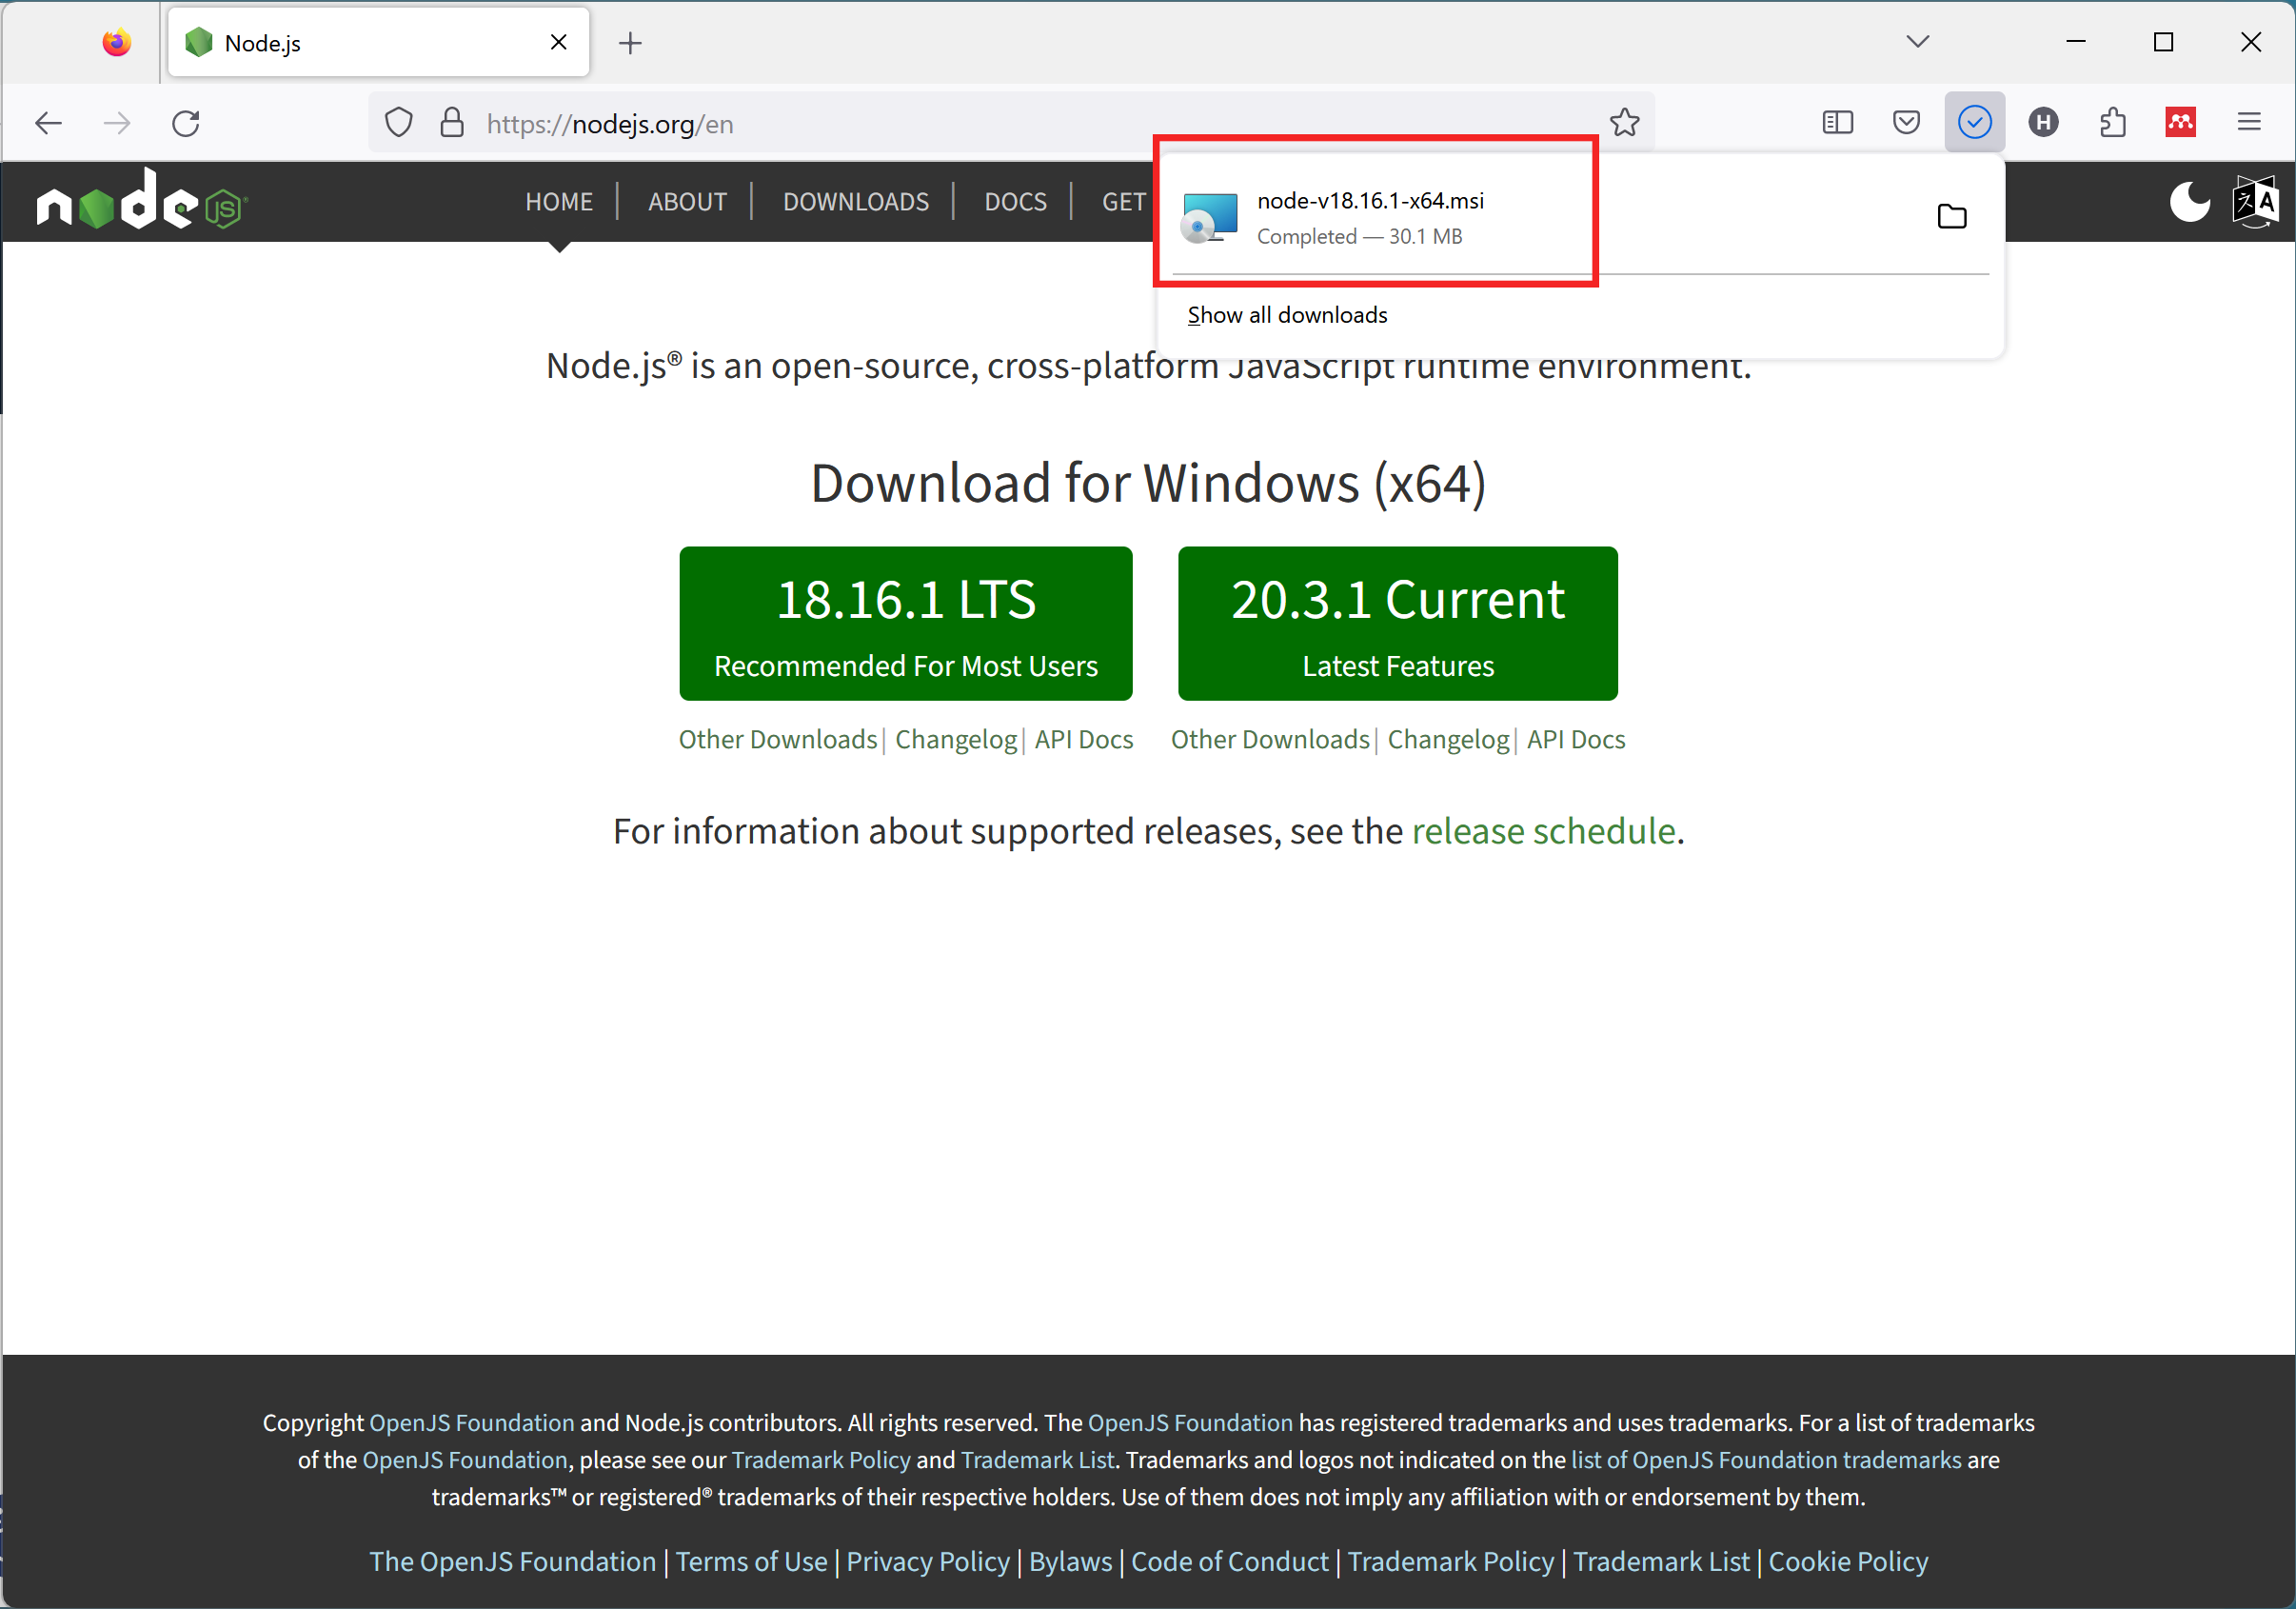 Node.js
https://nodejs.org/en
node JS
HOME | ABOUT | DOWNLOADS | DOCS | GET
node-v18.16.1-x64.msi
Completed — 30.1 MB
Show all downloads
Node.js® is an open-source, cross-platform JavaScript runtime environment.
Download for Windows (x64)
18.16.1 LTS
Recommended For Most Users
20.3.1 Current
Latest Features
Other Downloads| Changelog| API Docs
Other Downloads| Changelog| API Docs
For information about supported releases, see the release schedule.
Copyright OpenJS Foundation and Node.js contributors. All rights reserved. The OpenJS Foundation has registered trademarks and uses trademarks. For a list of trademarks
of the OpenJS Foundation, please see our Trademark Policy and Trademark List. Trademarks and logos not indicated on the list of OpenJS Foundation trademarks are
trademarks™ or registered® trademarks of their respective holders. Use of them does not imply any affiliation with or endorsement by them.
The OpenJS Foundation | Terms of Use | Privacy Policy | Bylaws | Code of Conduct | Trademark Policy | Trademark List | Cookie Policy